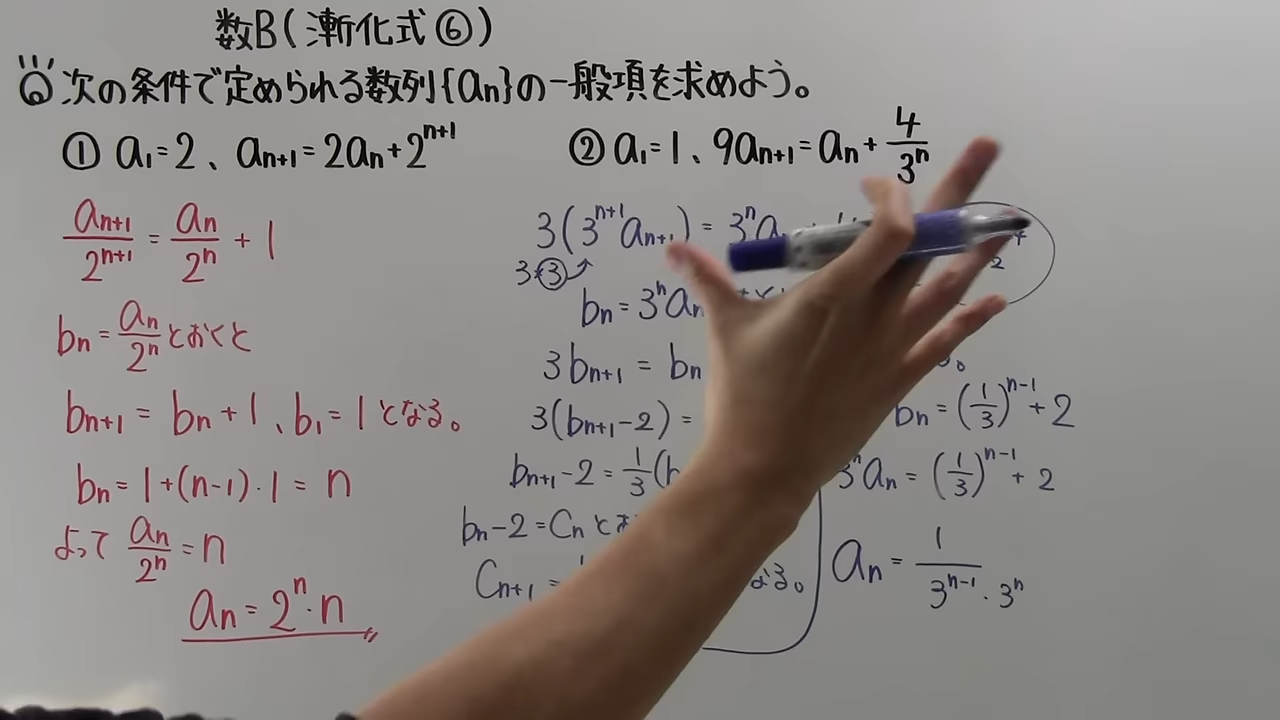 数B(漸化式⑥)
Q 次の条件で定められる数列{an}の一般項を求めよう。
① a₁=2、an+1=2an+2^(n+1)
② a₁=1、9an+1=an+4/3^n
an+1/2^(n+1)=an/2^n+1
bn=an/2^nとおくと
bn+1=bn+1、b₁=1となる。
bn=1+(n-1)·1=n
よって an/2^n=n
an=2^n·n
3(3^(n+1)an+1)=3^n a
3·3
bn=3^n an
3bn+1=bn
3(bn+1-2)=
bn+1-2=1/3(b
bn-2=Cnとお
Cn+1=
なる。
bn=(1/3)^(n-1)+2
3^n an=(1/3)^(n-1)+2
an=1/(3^(n-1)·3^n)